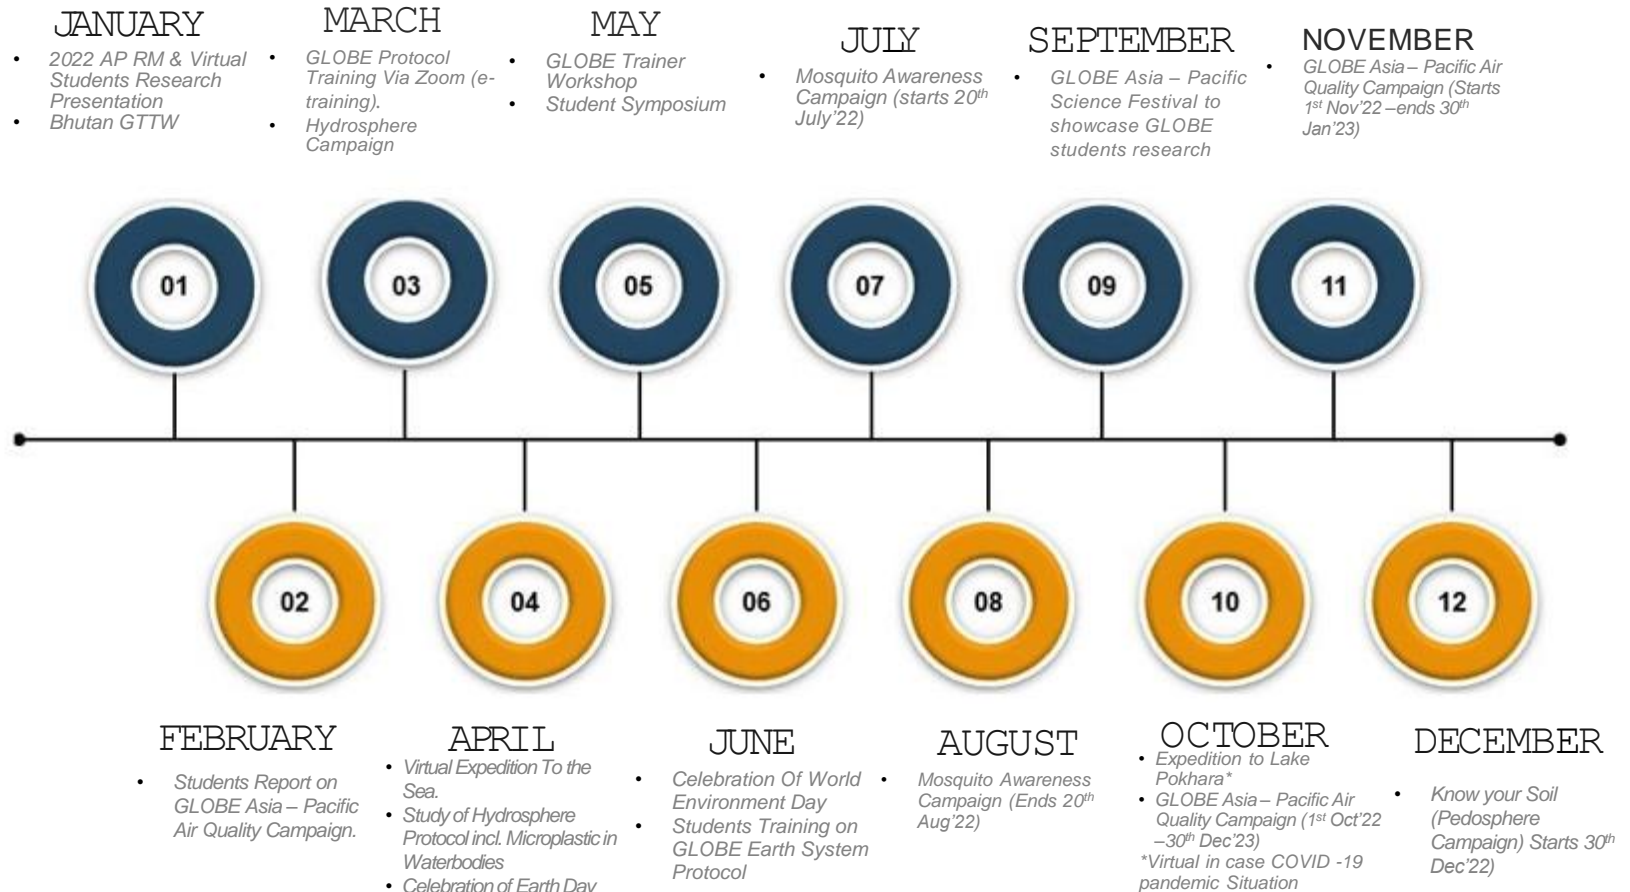 JANUARY
• 2022 AP RM & Virtual
Students Research
Presentation
• Bhutan GTTW
MARCH
• GLOBE Protocol
Training Via Zoom (e-
training).
• Hydrosphere
Campaign
MAY
• GLOBE Trainer
Workshop
• Student Symposium
JULY
• Mosquito Awareness
Campaign (starts 20th
July'22)
SEPTEMBER
• GLOBE Asia – Pacific
Science Festival to
showcase GLOBE
students research
NOVEMBER
• GLOBE Asia – Pacific Air
Quality Campaign (Starts
1st Nov'22 –ends 30th
Jan'23)
01
03
05
07
09
11
02
04
06
08
10
12
FEBRUARY
• Students Report on
GLOBE Asia – Pacific
Air Quality Campaign.
APRIL
• Virtual Expedition To the
Sea.
• Study of Hydrosphere
Protocol incl. Microplastic in
Waterbodies
• Celebration of Earth Day
JUNE
• Celebration Of World
Environment Day
• Students Training on
GLOBE Earth System
Protocol
AUGUST
• Mosquito Awareness
Campaign (Ends 20th
Aug'22)
OCTOBER
• Expedition to Lake
Pokhara*
• GLOBE Asia – Pacific Air
Quality Campaign (1st Oct'22
–30th Dec'23)
*Virtual in case COVID -19
pandemic Situation
DECEMBER
• Know your Soil
(Pedosphere
Campaign) Starts 30th
Dec'22)